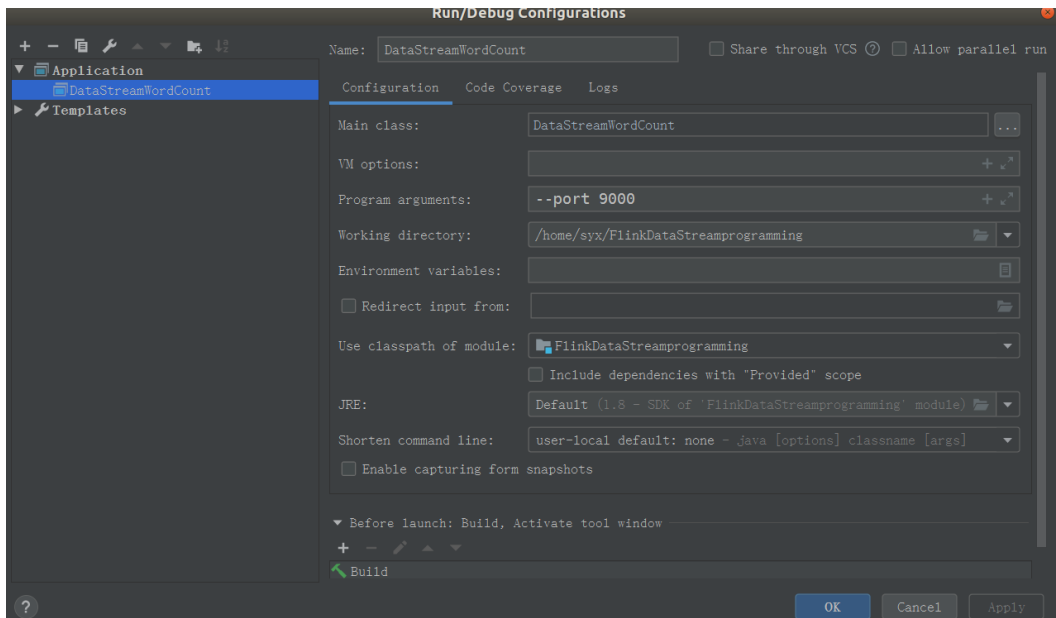 Run/Debug Configurations
Name: DataStreamWordCount Share through VCS ? Allow parallel run
Application
DataStreamWordCount
Templates
Configuration Code Coverage Logs
Main class: DataStreamWordCount ...
VM options:
Program arguments: --port 9000
Working directory: /home/syx/FlinkDataStreamprogramming
Environment variables:
Redirect input from:
Use classpath of module: FlinkDataStreamprogramming
Include dependencies with "Provided" scope
JRE: Default (1.8 - SDK of 'FlinkDataStreamprogramming' module)
Shorten command line: user-local default: none - java [options] classname [args]
Enable capturing form snapshots
Before launch: Build, Activate tool window
Build
? OK Cancel Apply